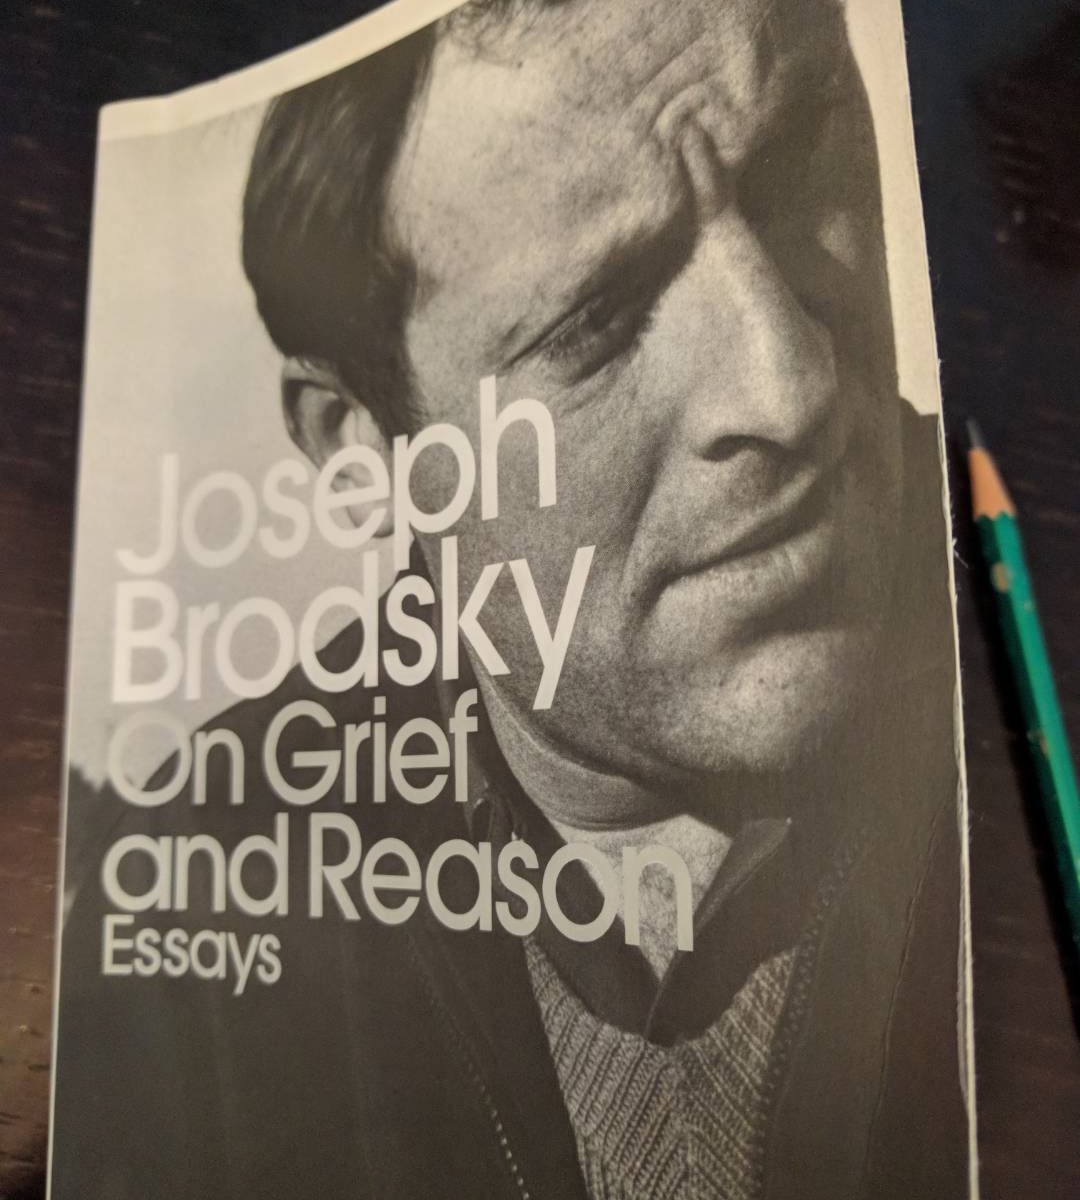 Joseph
Brodsky
On Grief
and Reason
Essays